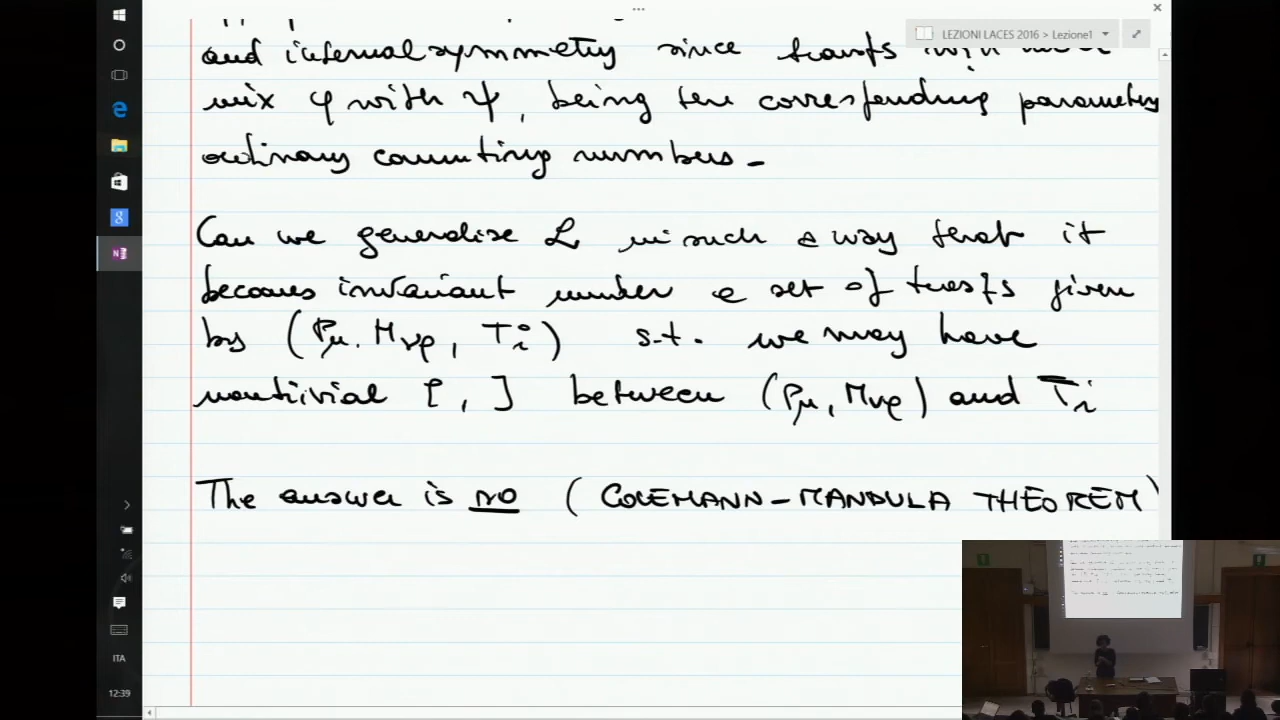 LEZIONI LACES 2016 > Lezione1
and internal symmetry since transfs with
mix φ with ψ, being the corresponding parameters
ordinary commuting numbers -
Can we generalise L in such a way that it
becomes invariant under a set of transfs given
by (Pμ, Mνρ, Ti) s.t. we may have
nontrivial [ , ] between (Pμ, Mνρ) and Ti
The answer is NO ( COLEMANN-MANDULA THEOREM)
ITA
12:39